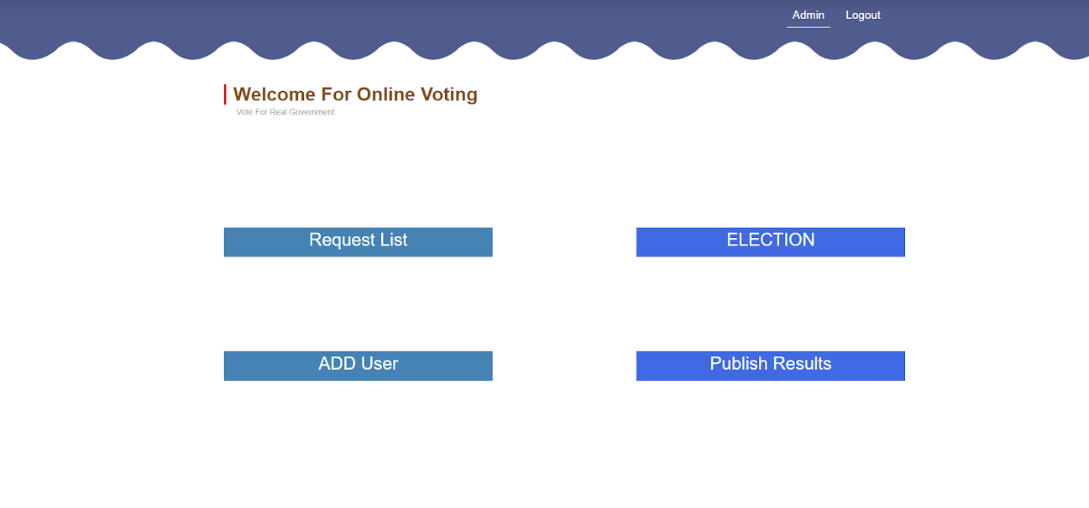 Admin Logout
Welcome For Online Voting
Vote For Real Government
Request List
ELECTION
ADD User
Publish Results